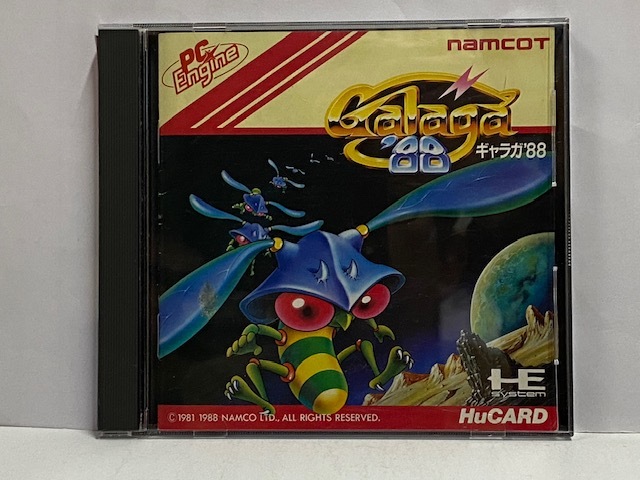 PC Engine
namcot
Galaga
'88
ギャラガ'88
HE
system
©1981 1988 NAMCO LTD., ALL RIGHTS RESERVED.
HuCARD